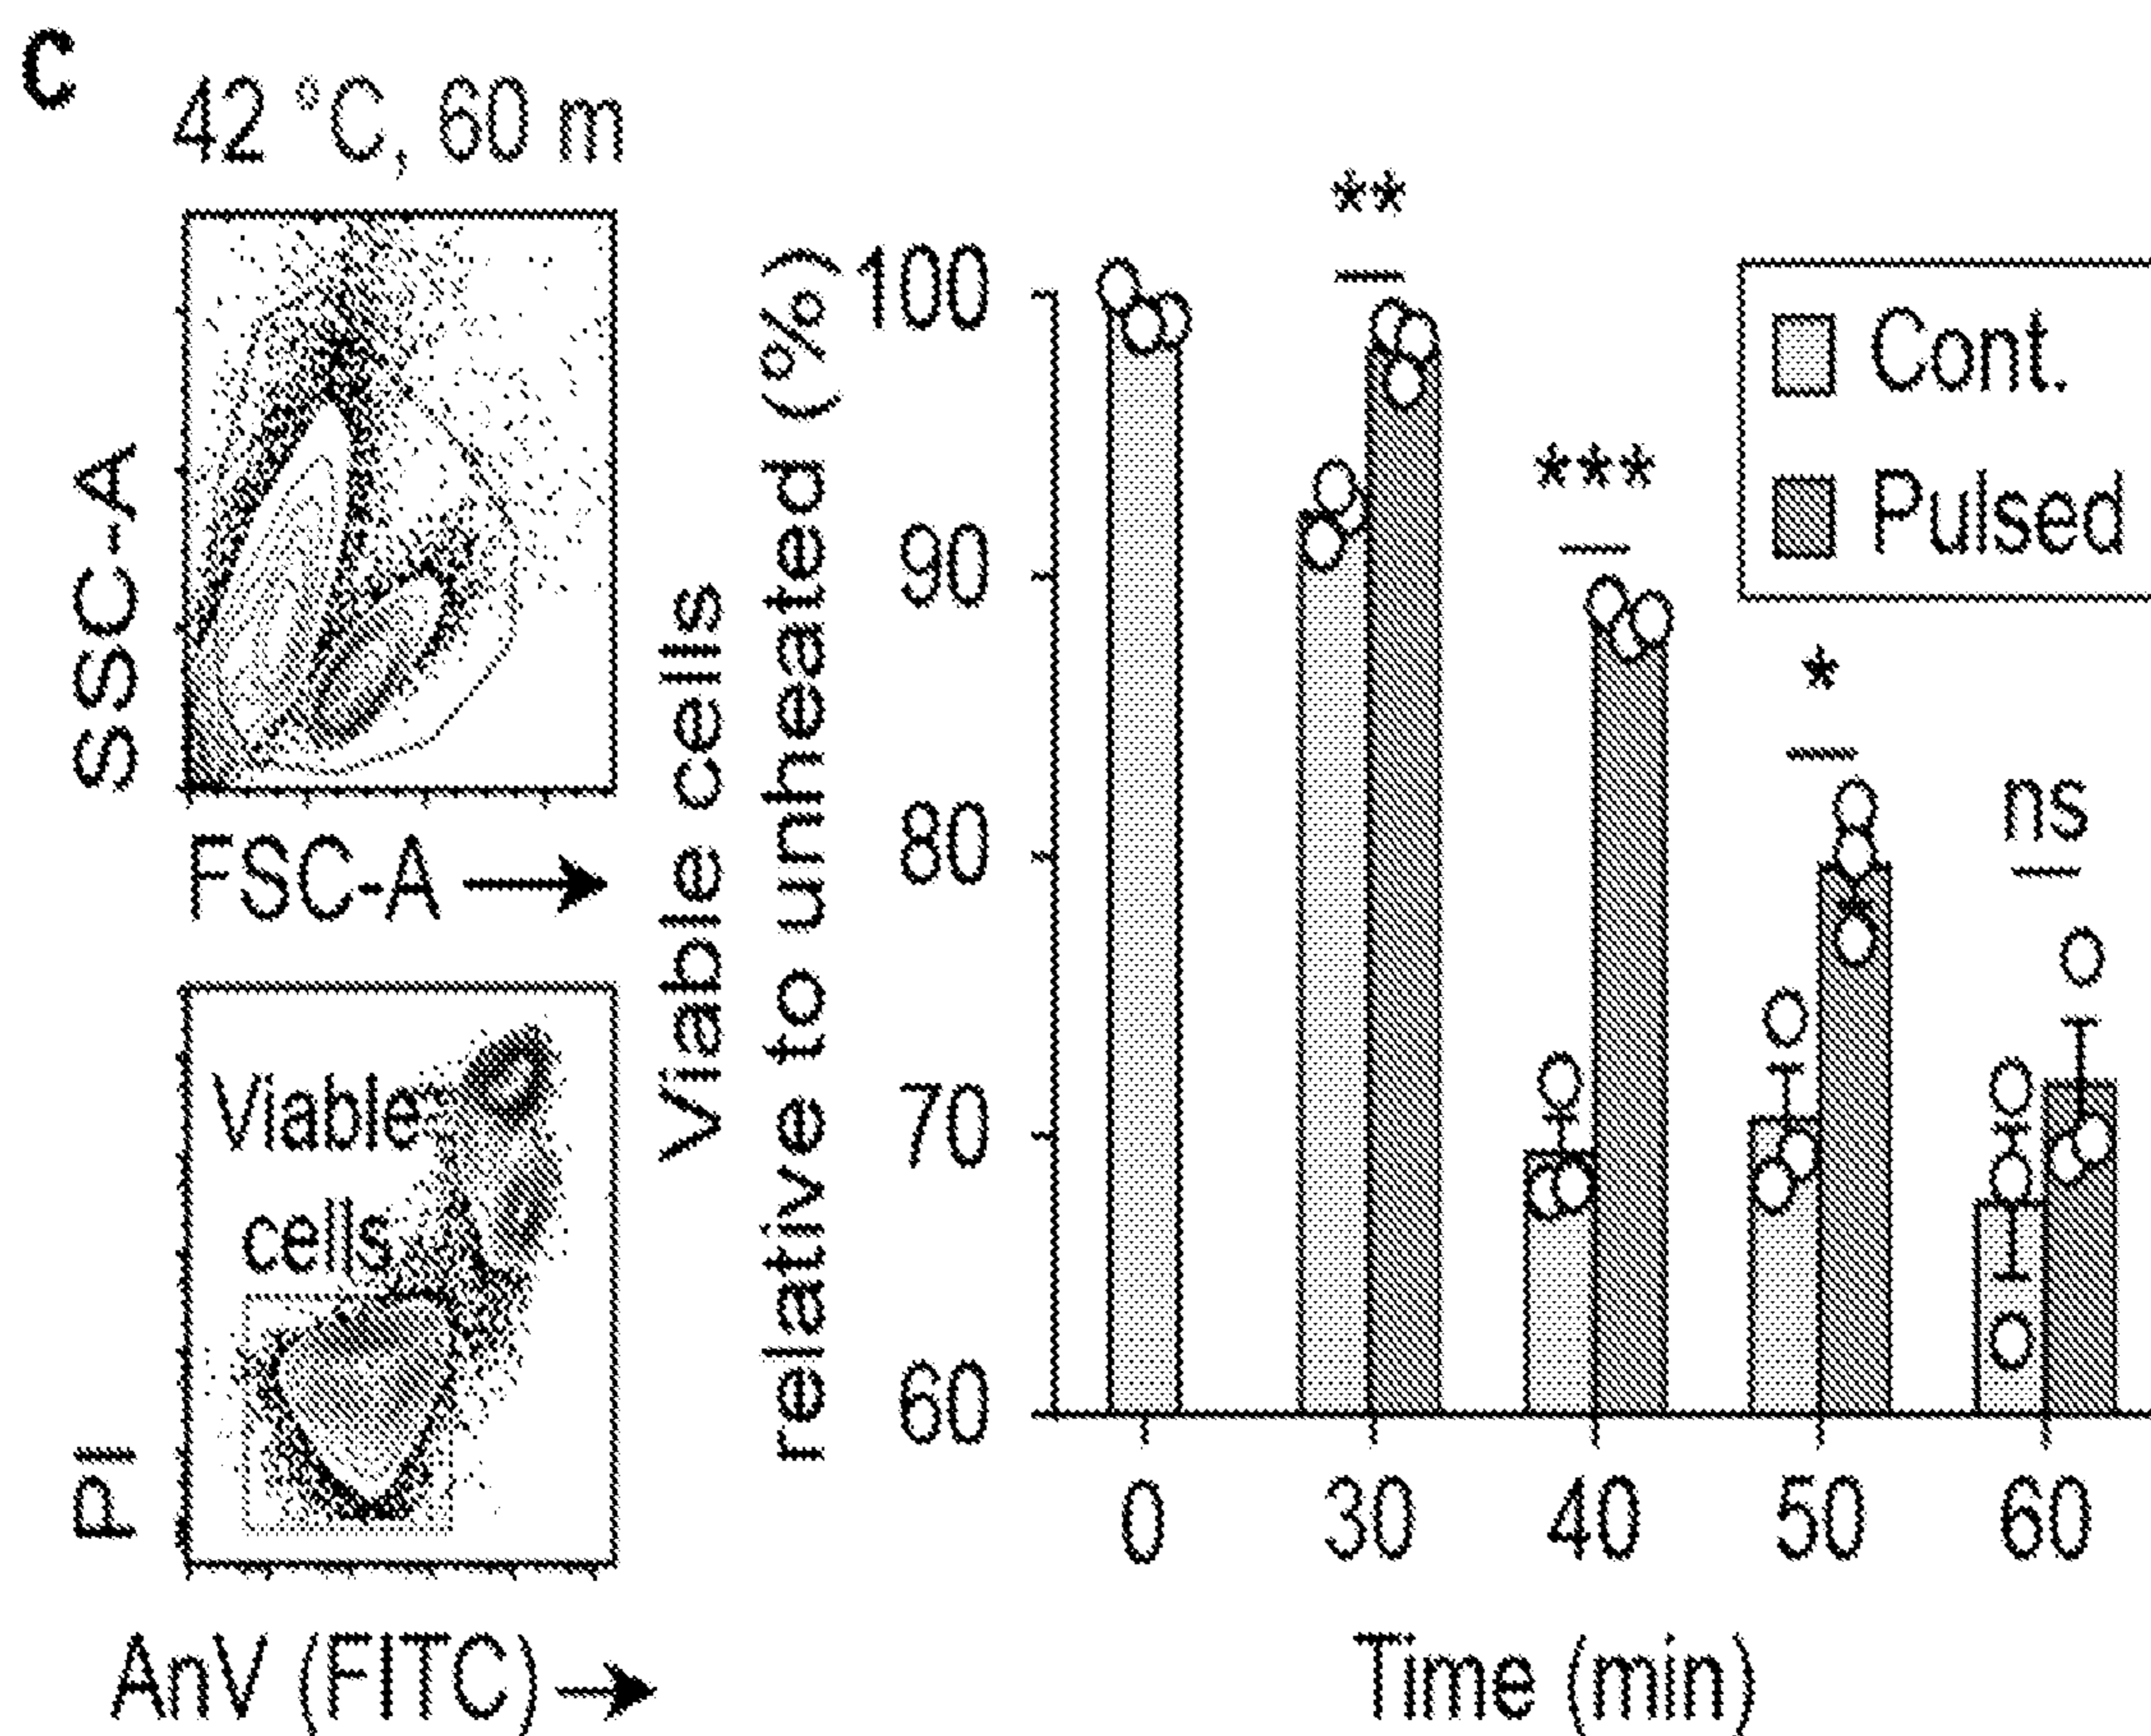 c
42 °C, 60 m
SSC-A
FSC-A
Viable
cells
PI
AnV (FITC)
Viable cells
relative to unheated (%)
100
90
80
70
60
**
***
*
ns
Cont.
Pulsed
0 30 40 50 60
Time (min)